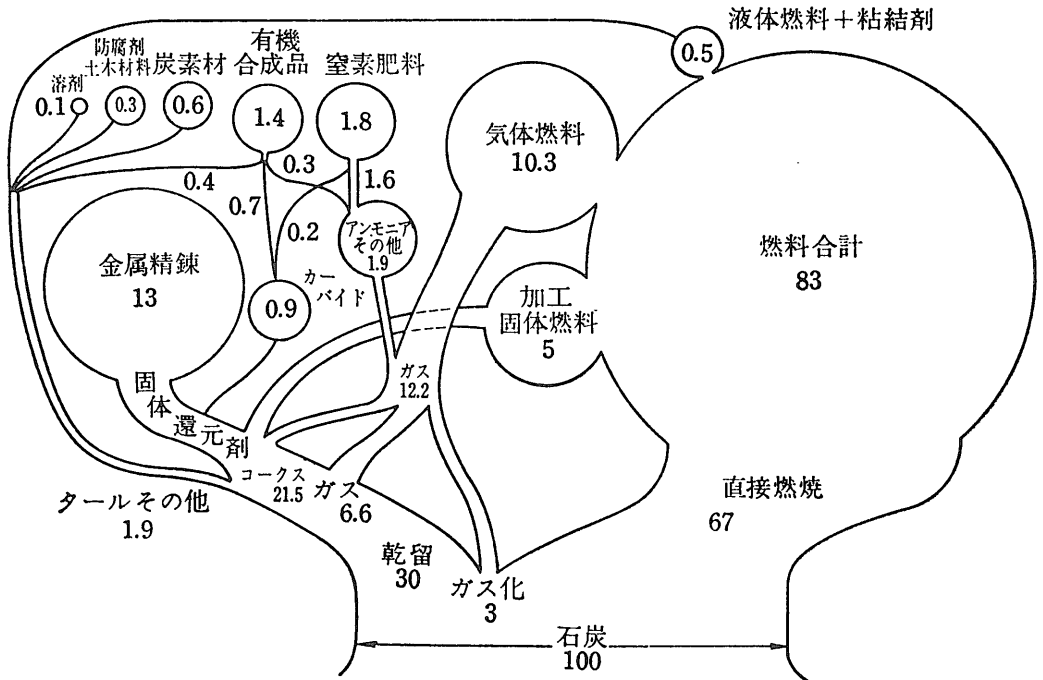 液体燃料＋粘結剤
0.5
溶剤
0.1
防腐剤
土木材料
0.3
炭素材
0.6
有機
合成品
1.4
窒素肥料
1.8
0.4
0.3
1.6
0.7
0.2
アンモニア
その他
1.9
気体燃料
10.3
燃料合計
83
金属精錬
13
0.9
カー
バイド
加工
固体燃料
5
ガス
12.2
固体還元剤
コークス
21.5
ガス
6.6
タールその他
1.9
直接燃焼
67
乾留
30
ガス化
3
石炭
100